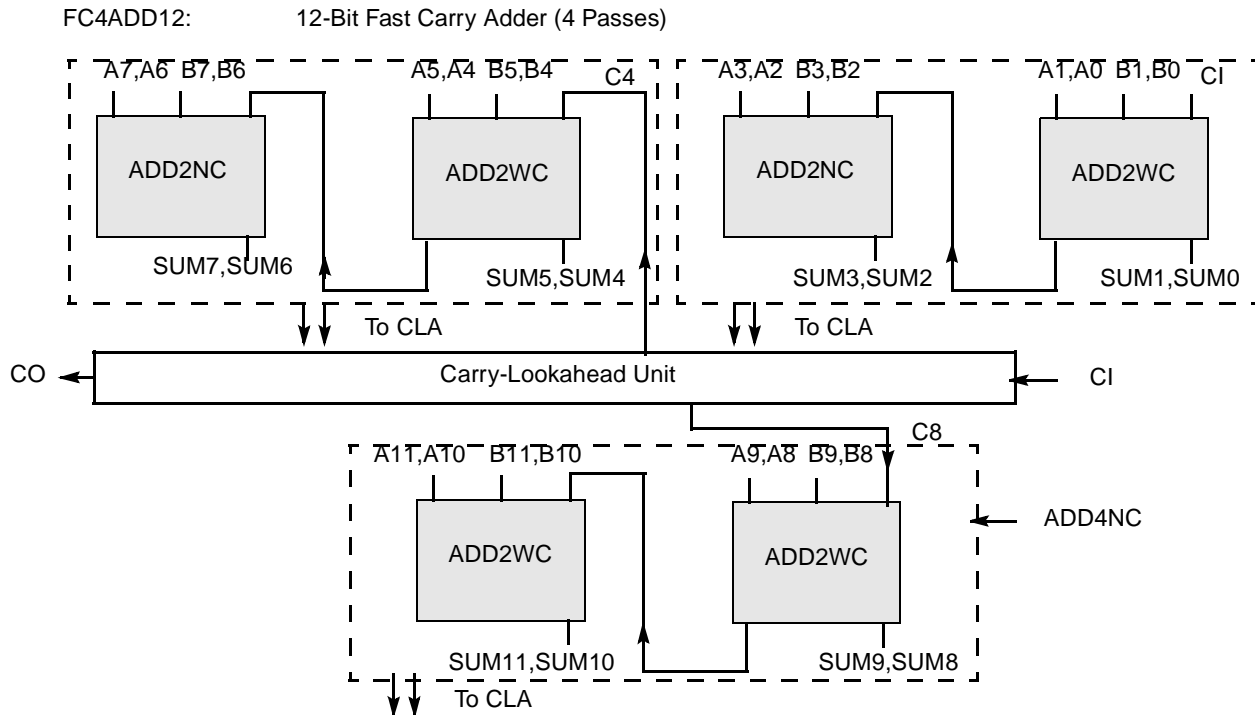 FC4ADD12: 12-Bit Fast Carry Adder (4 Passes)
A7,A6 B7,B6
A5,A4 B5,B4
C4
A3,A2 B3,B2
A1,A0 B1,B0
CI
ADD2NC
ADD2WC
ADD2NC
ADD2WC
SUM7,SUM6
SUM5,SUM4
SUM3,SUM2
SUM1,SUM0
To CLA
To CLA
CO
Carry-Lookahead Unit
CI
C8
A11,A10 B11,B10
A9,A8 B9,B8
ADD4NC
ADD2WC
ADD2WC
SUM11,SUM10
SUM9,SUM8
To CLA